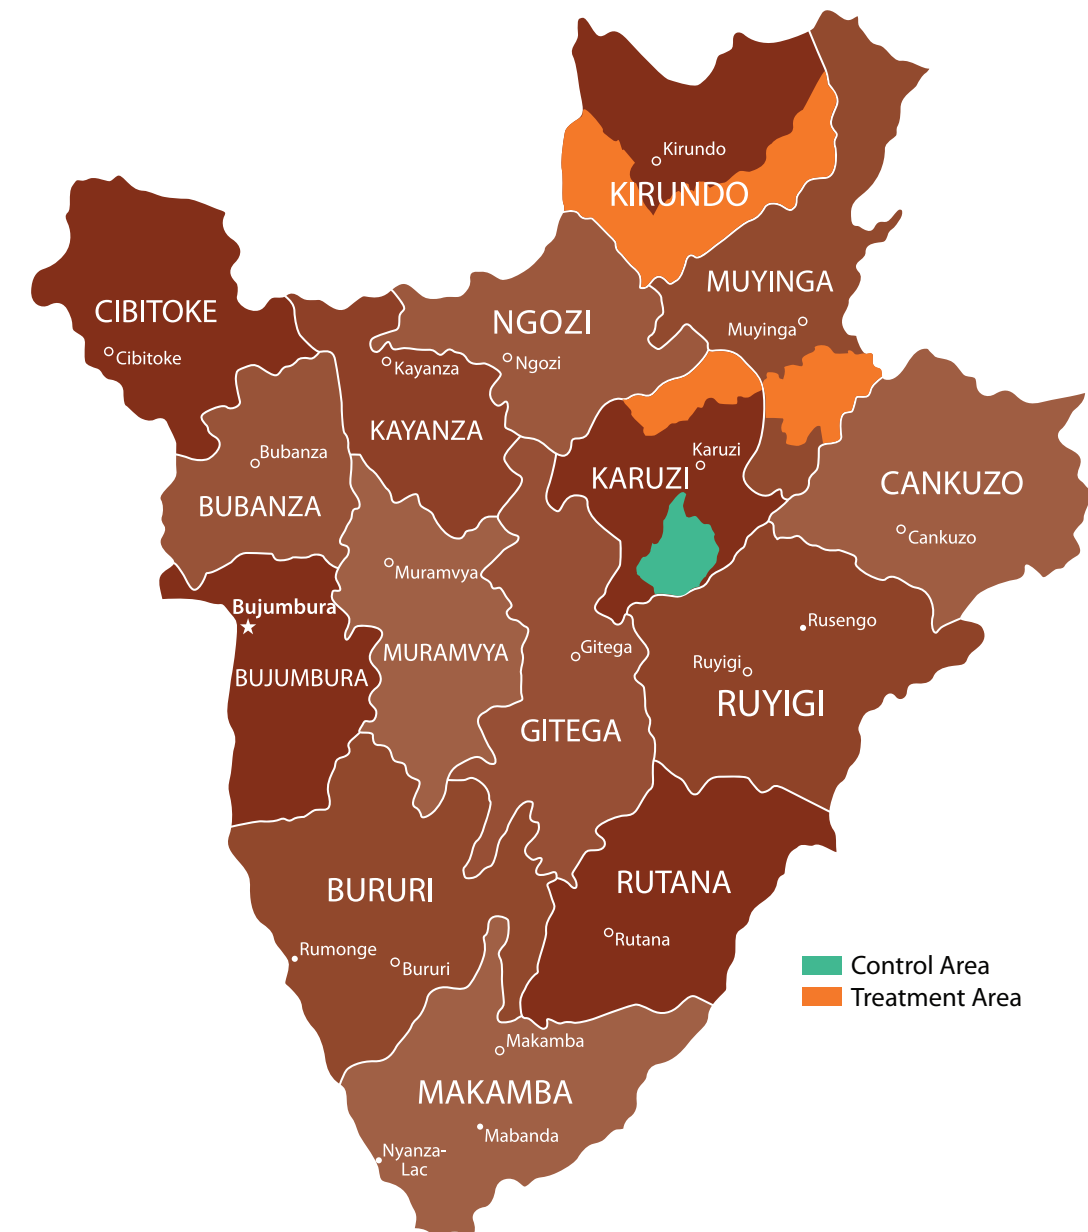 Kirundo
KIRUNDO
MUYINGA
Muyinga
CIBITOKE
Cibitoke
NGOZI
Ngozi
Kayanza
KAYANZA
Bubanza
BUBANZA
Karuzi
KARUZI
CANKUZO
Cankuzo
Muramvya
MURAMVYA
Bujumbura
BUJUMBURA
Gitega
GITEGA
Rusengo
Ruyigi
RUYIGI
BURURI
Rumonge
Bururi
RUTANA
Rutana
Control Area
Treatment Area
Makamba
MAKAMBA
Mabanda
Nyanza-
Lac